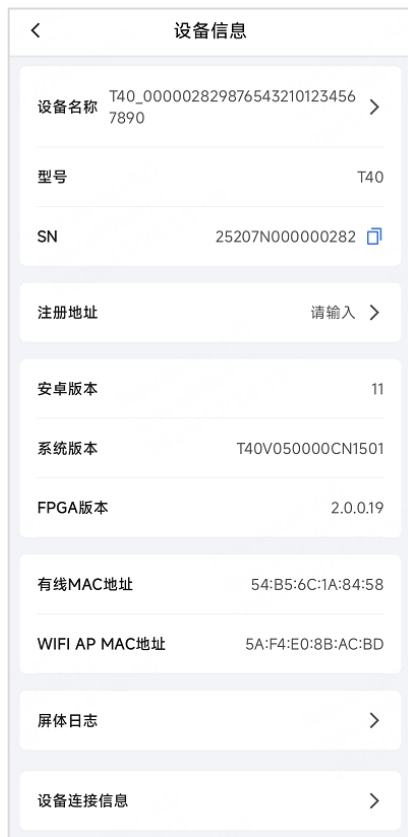 设备信息
设备名称 T40_000002829876543210123456
7890
型号 T40
SN 25207N000000282
注册地址 请输入
安卓版本 11
系统版本 T40V050000CN1501
FPGA版本 2.0.0.19
有线MAC地址 54:B5:6C:1A:84:58
WIFI AP MAC地址 5A:F4:E0:8B:AC:BD
屏体日志
设备连接信息